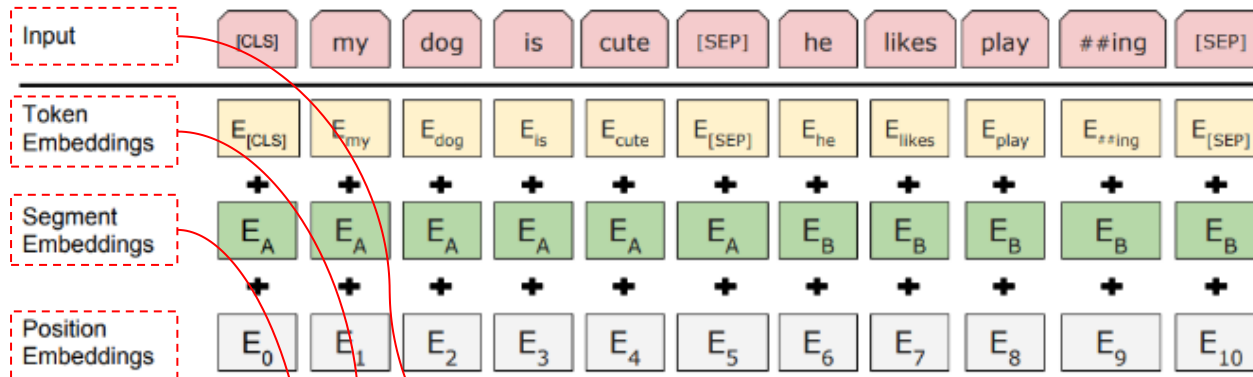 Input [CLS] my dog is cute [SEP] he likes play ##ing [SEP]
Token
Embeddings
E[CLS] Emy Edog Eis Ecute E[SEP] Ehe Elikes Eplay E##ing E[SEP]
+ + + + + + + + + + +
Segment
Embeddings
EA EA EA EA EA EA EB EB EB EB EB
+ + + + + + + + + + +
Position
Embeddings
E0 E1 E2 E3 E4 E5 E6 E7 E8 E9 E10